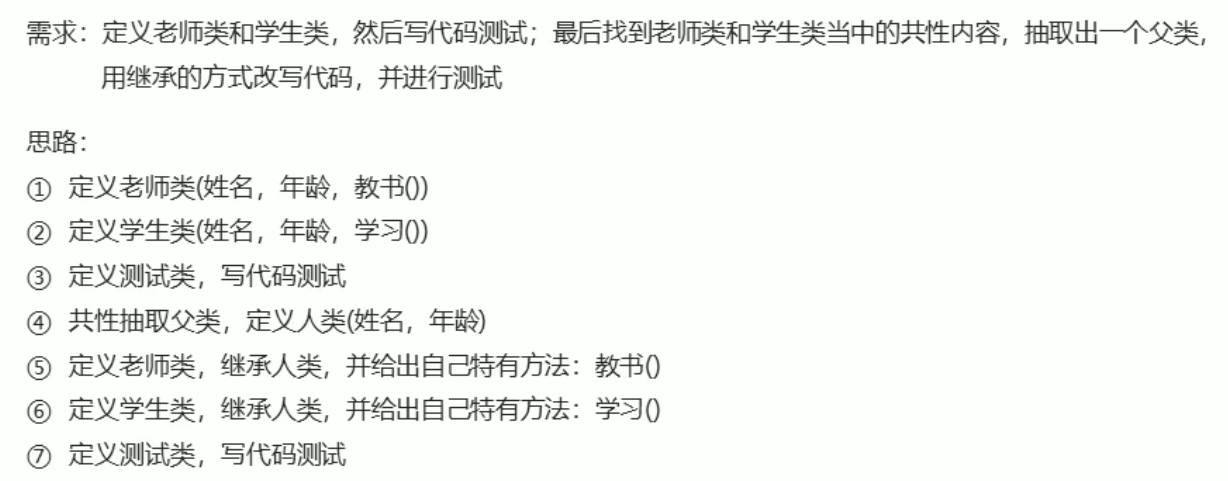 需求：定义老师类和学生类，然后写代码测试；最后找到老师类和学生类当中的共性内容，抽取出一个父类，
用继承的方式改写代码，并进行测试
思路：
① 定义老师类(姓名，年龄，教书())
② 定义学生类(姓名，年龄，学习())
③ 定义测试类，写代码测试
④ 共性抽取父类，定义人类(姓名，年龄)
⑤ 定义老师类，继承人类，并给出自己特有方法：教书()
⑥ 定义学生类，继承人类，并给出自己特有方法：学习()
⑦ 定义测试类，写代码测试